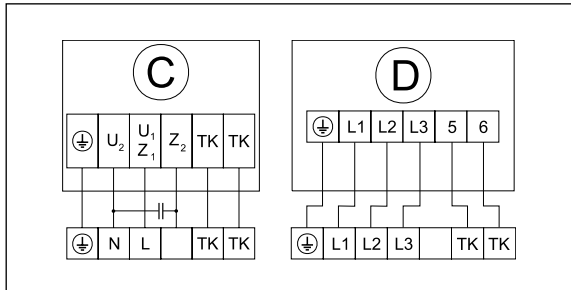 C
U₂ U₁ Z₁ Z₂ TK TK
N L TK TK
D
L1 L2 L3 5 6
L1 L2 L3 TK TK